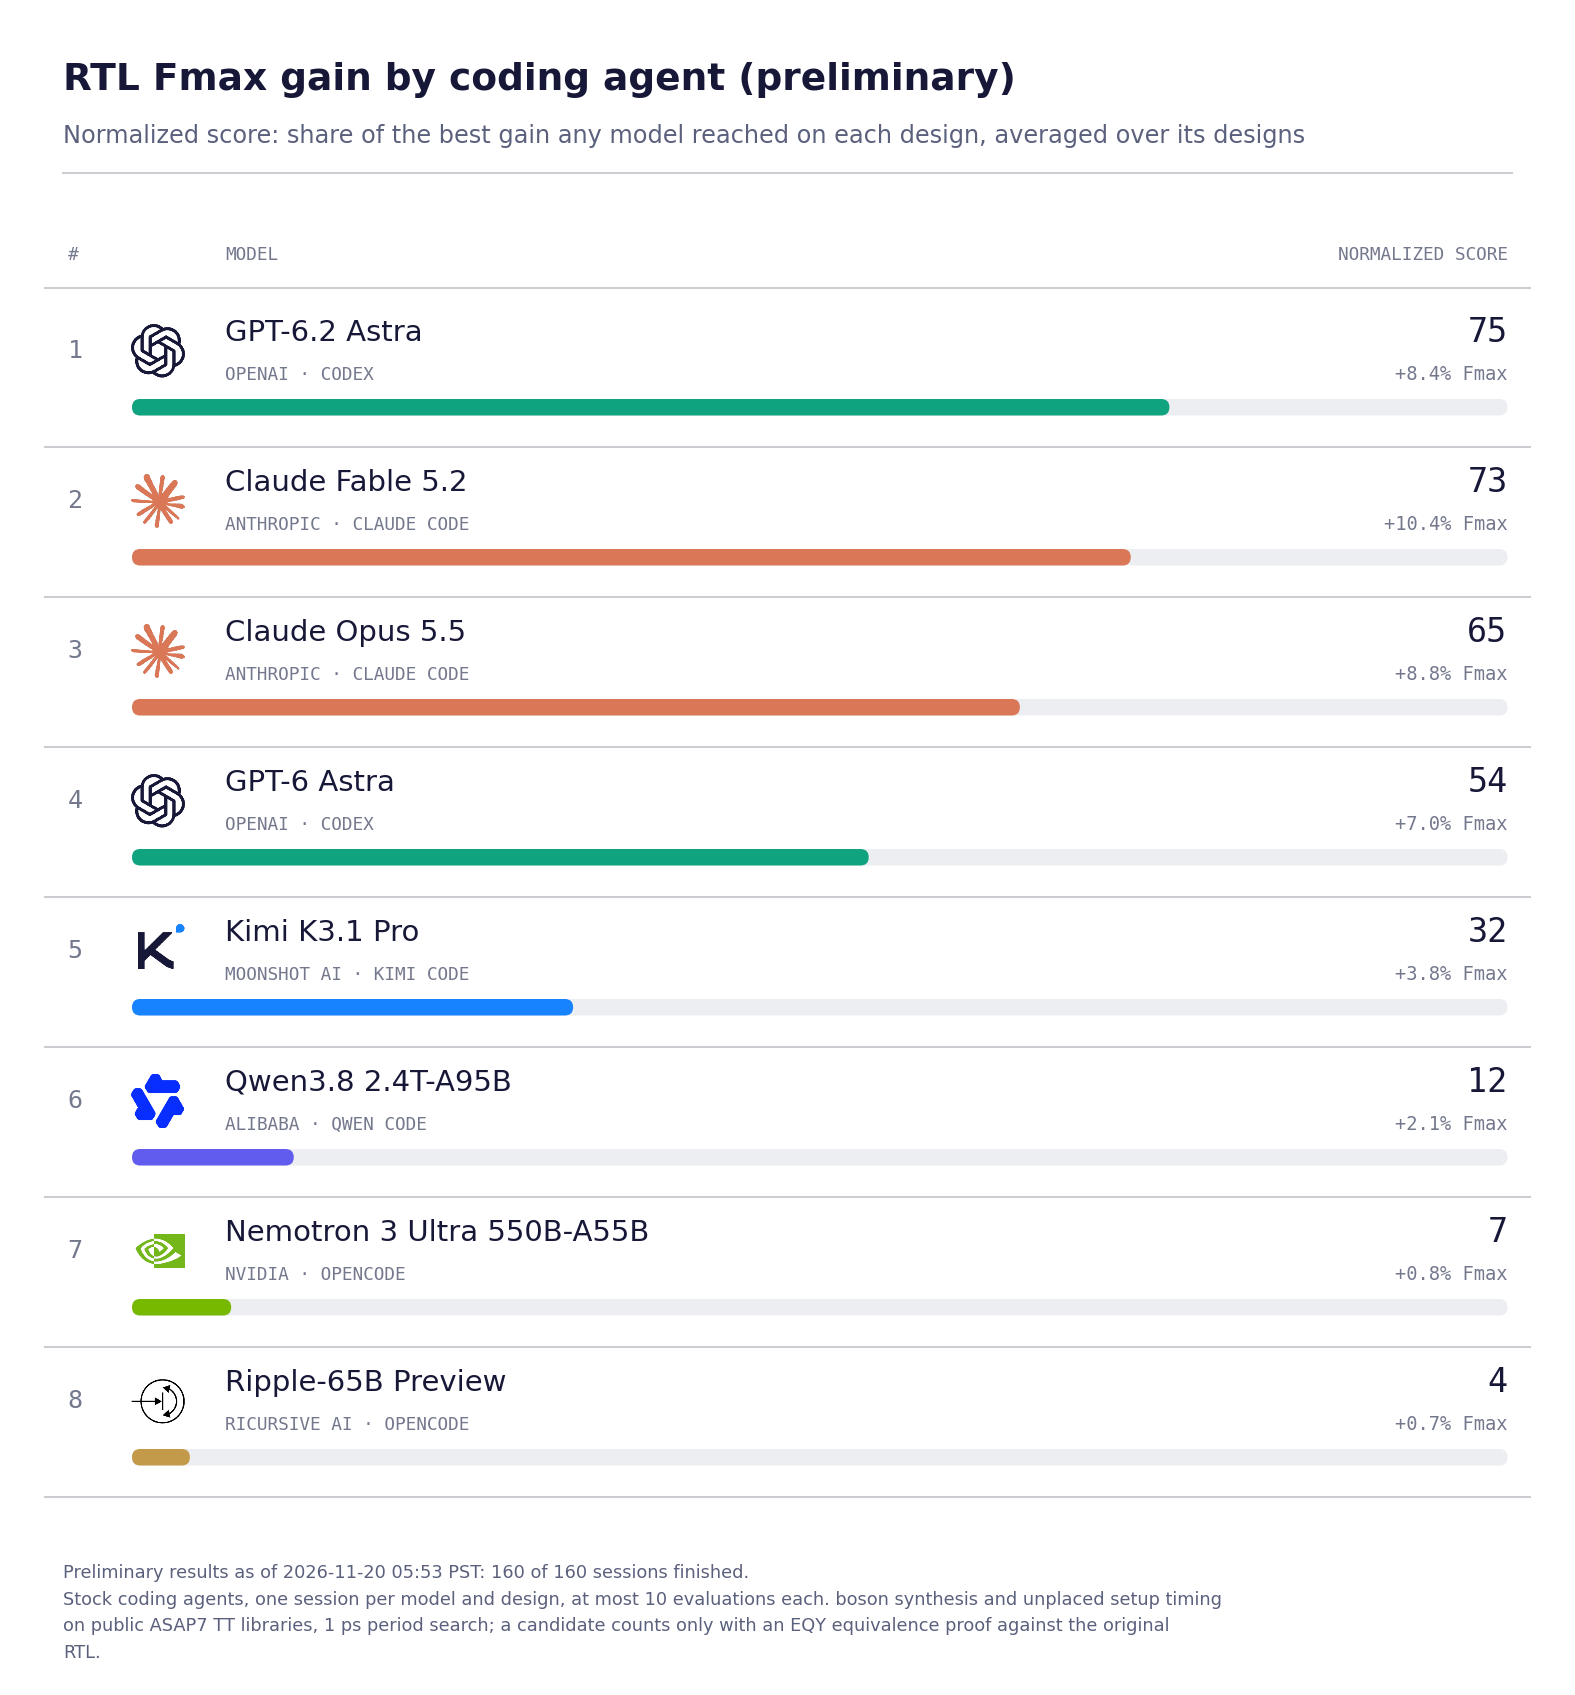 RTL Fmax gain by coding agent (preliminary)
Normalized score: share of the best gain any model reached on each design, averaged over its designs
# MODEL NORMALIZED SCORE
1 GPT-6.2 Astra 75
OPENAI · CODEX +8.4% Fmax
2 Claude Fable 5.2 73
ANTHROPIC · CLAUDE CODE +10.4% Fmax
3 Claude Opus 5.5 65
ANTHROPIC · CLAUDE CODE +8.8% Fmax
4 GPT-6 Astra 54
OPENAI · CODEX +7.0% Fmax
5 Kimi K3.1 Pro 32
MOONSHOT AI · KIMI CODE +3.8% Fmax
6 Qwen3.8 2.4T-A95B 12
ALIBABA · QWEN CODE +2.1% Fmax
7 Nemotron 3 Ultra 550B-A55B 7
NVIDIA · OPENCODE +0.8% Fmax
8 Ripple-65B Preview 4
RICURSIVE AI · OPENCODE +0.7% Fmax
Preliminary results as of 2026-11-20 05:53 PST: 160 of 160 sessions finished.
Stock coding agents, one session per model and design, at most 10 evaluations each. boson synthesis and unplaced setup timing
on public ASAP7 TT libraries, 1 ps period search; a candidate counts only with an EQY equivalence proof against the original
RTL.